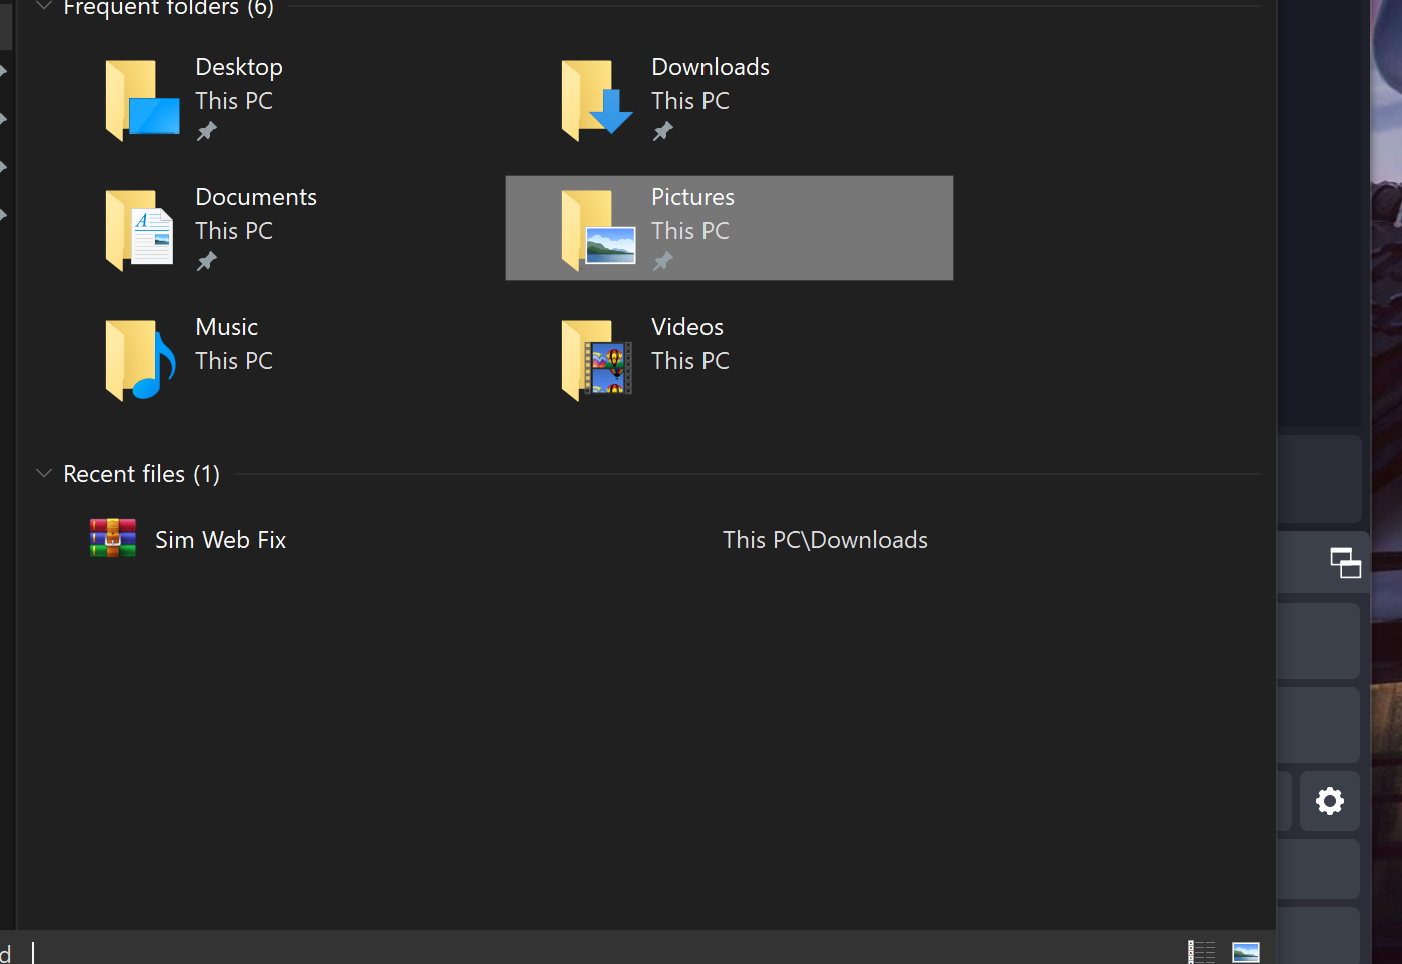 Frequent folders (6)
Desktop
This PC
Downloads
This PC
Documents
This PC
Pictures
This PC
Music
This PC
Videos
This PC
Recent files (1)
Sim Web Fix
This PC\Downloads